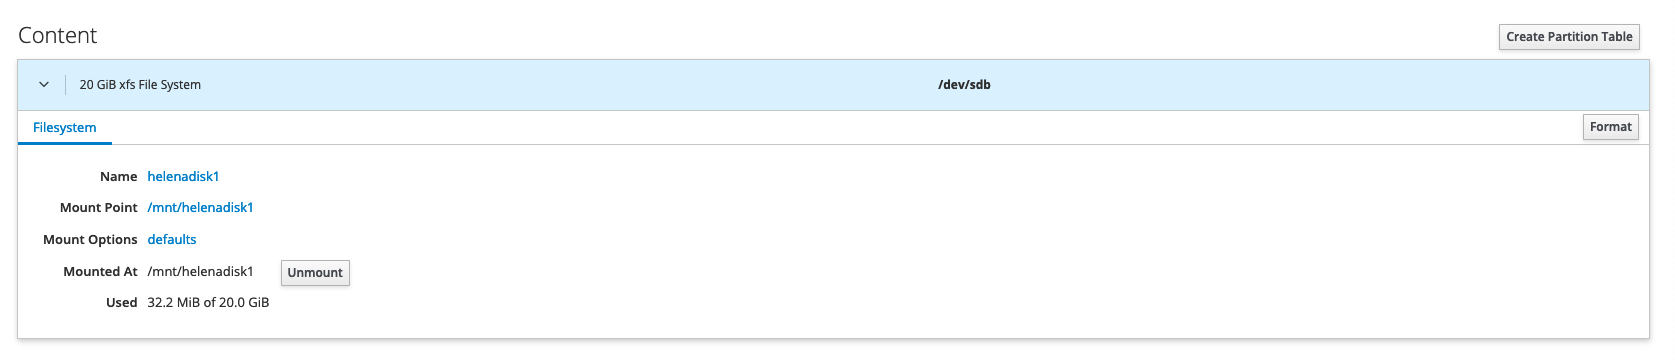 Content
Create Partition Table
20 GiB xfs File System /dev/sdb
Filesystem
Format
Name helenadisk1
Mount Point /mnt/helenadisk1
Mount Options defaults
Mounted At /mnt/helenadisk1 Unmount
Used 32.2 MiB of 20.0 GiB